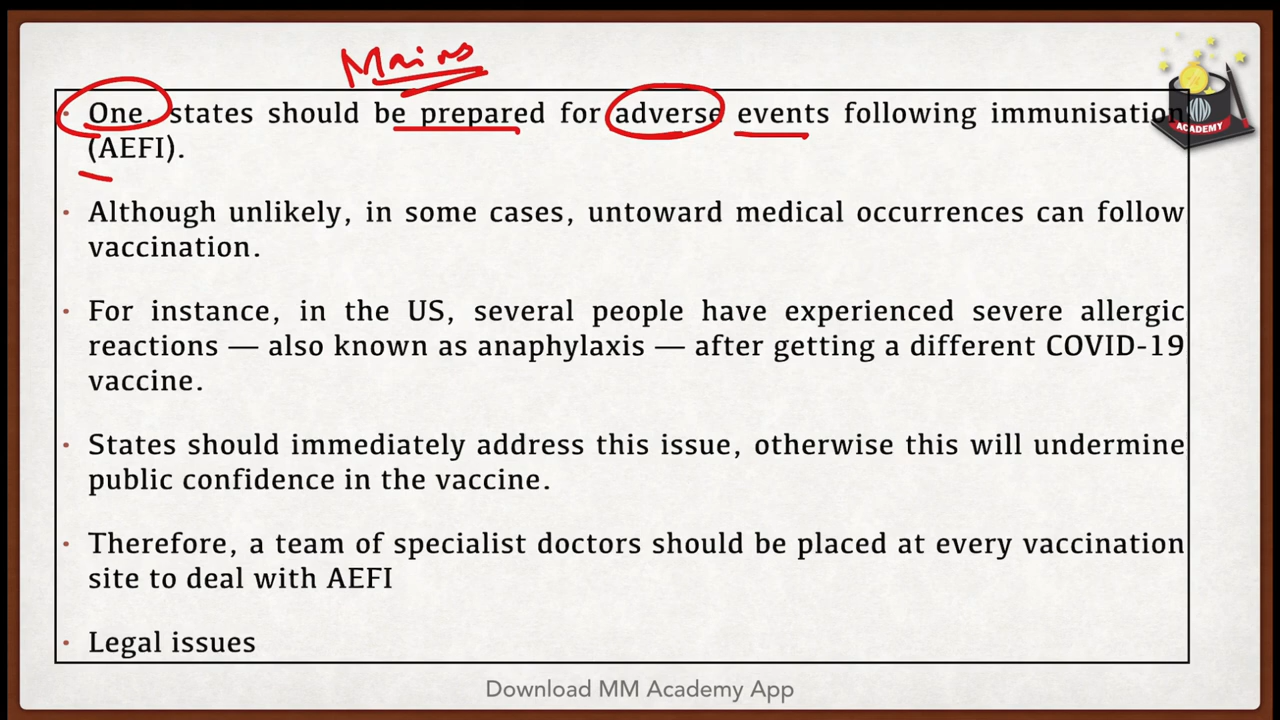 Mains
• One, states should be prepared for adverse events following immunisation
(AEFI).
• Although unlikely, in some cases, untoward medical occurrences can follow
vaccination.
• For instance, in the US, several people have experienced severe allergic
reactions — also known as anaphylaxis — after getting a different COVID-19
vaccine.
• States should immediately address this issue, otherwise this will undermine
public confidence in the vaccine.
• Therefore, a team of specialist doctors should be placed at every vaccination
site to deal with AEFI
• Legal issues
ACADEMY
Download MM Academy App